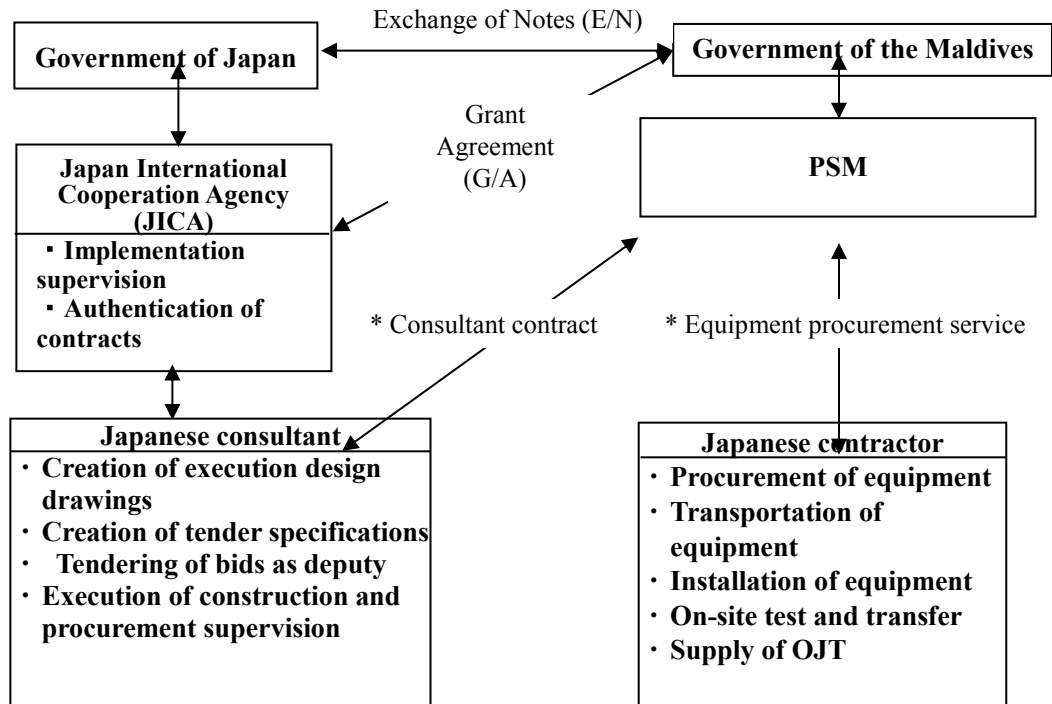 Exchange of Notes (E/N)
Government of Japan
Government of the Maldives
Grant
Agreement
(G/A)
Japan International
Cooperation Agency
(JICA)
・Implementation
supervision
・Authentication of
contracts
PSM
* Consultant contract
* Equipment procurement service
Japanese consultant
・ Creation of execution design
drawings
・ Creation of tender specifications
・ Tendering of bids as deputy
・ Execution of construction and
procurement supervision
Japanese contractor
・ Procurement of equipment
・ Transportation of
equipment
・ Installation of equipment
・ On-site test and transfer
・ Supply of OJT